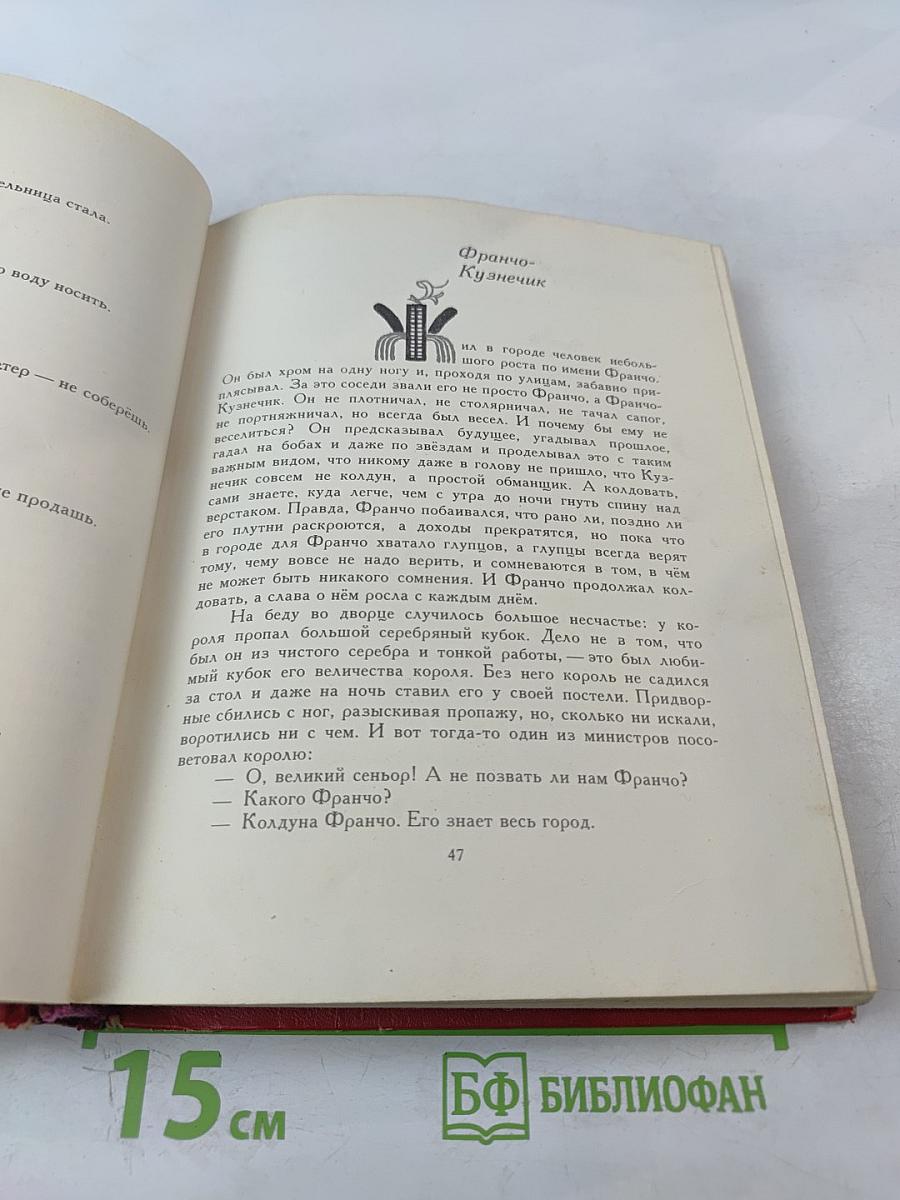 ельница стала.
о воду носить.
етер — не соберёшь.
е продашь.
Франчо-
Кузнечик
Жил в городе человек неболь-
шого роста по имени Франчо.
Он был хром на одну ногу и, проходя по улицам, забавно при-
плясывал. За это соседи звали его не просто Франчо, а Франчо-
Кузнечик. Он не плотничал, не столярничал, не тачал сапог,
не портняжничал, но всегда был весел. И почему бы ему не
веселиться? Он предсказывал будущее, угадывал прошлое,
гадал на бобах и даже по звёздам и проделывал это с таким
важным видом, что никому даже в голову не пришло, что Куз-
нечик совсем не колдун, а простой обманщик. А колдовать,
сами знаете, куда легче, чем с утра до ночи гнуть спину над
верстаком. Правда, Франчо побаивался, что рано ли, поздно ли
его плутни раскроются, а доходы прекратятся, но пока что
в городе для Франчо хватало глупцов, а глупцы всегда верят
тому, чему вовсе не надо верить, и сомневаются в том, в чём
не может быть никакого сомнения. И Франчо продолжал кол-
довать, а слава о нём росла с каждым днём.
На беду во дворце случилось большое несчастье: у ко-
роля пропал большой серебряный кубок. Дело не в том, что
был он из чистого серебра и тонкой работы, — это был люби-
мый кубок его величества короля. Без него король не садился
за стол и даже на ночь ставил его у своей постели. Придвор-
ные сбились с ног, разыскивая пропажу, но, сколько ни искали,
воротились ни с чем. И вот тогда-то один из министров посо-
ветовал королю:
— О, великий сеньор! А не позвать ли нам Франчо?
— Какого Франчо?
— Колдуна Франчо. Его знает весь город.
47
15 см
БФ БИБЛИОФАН